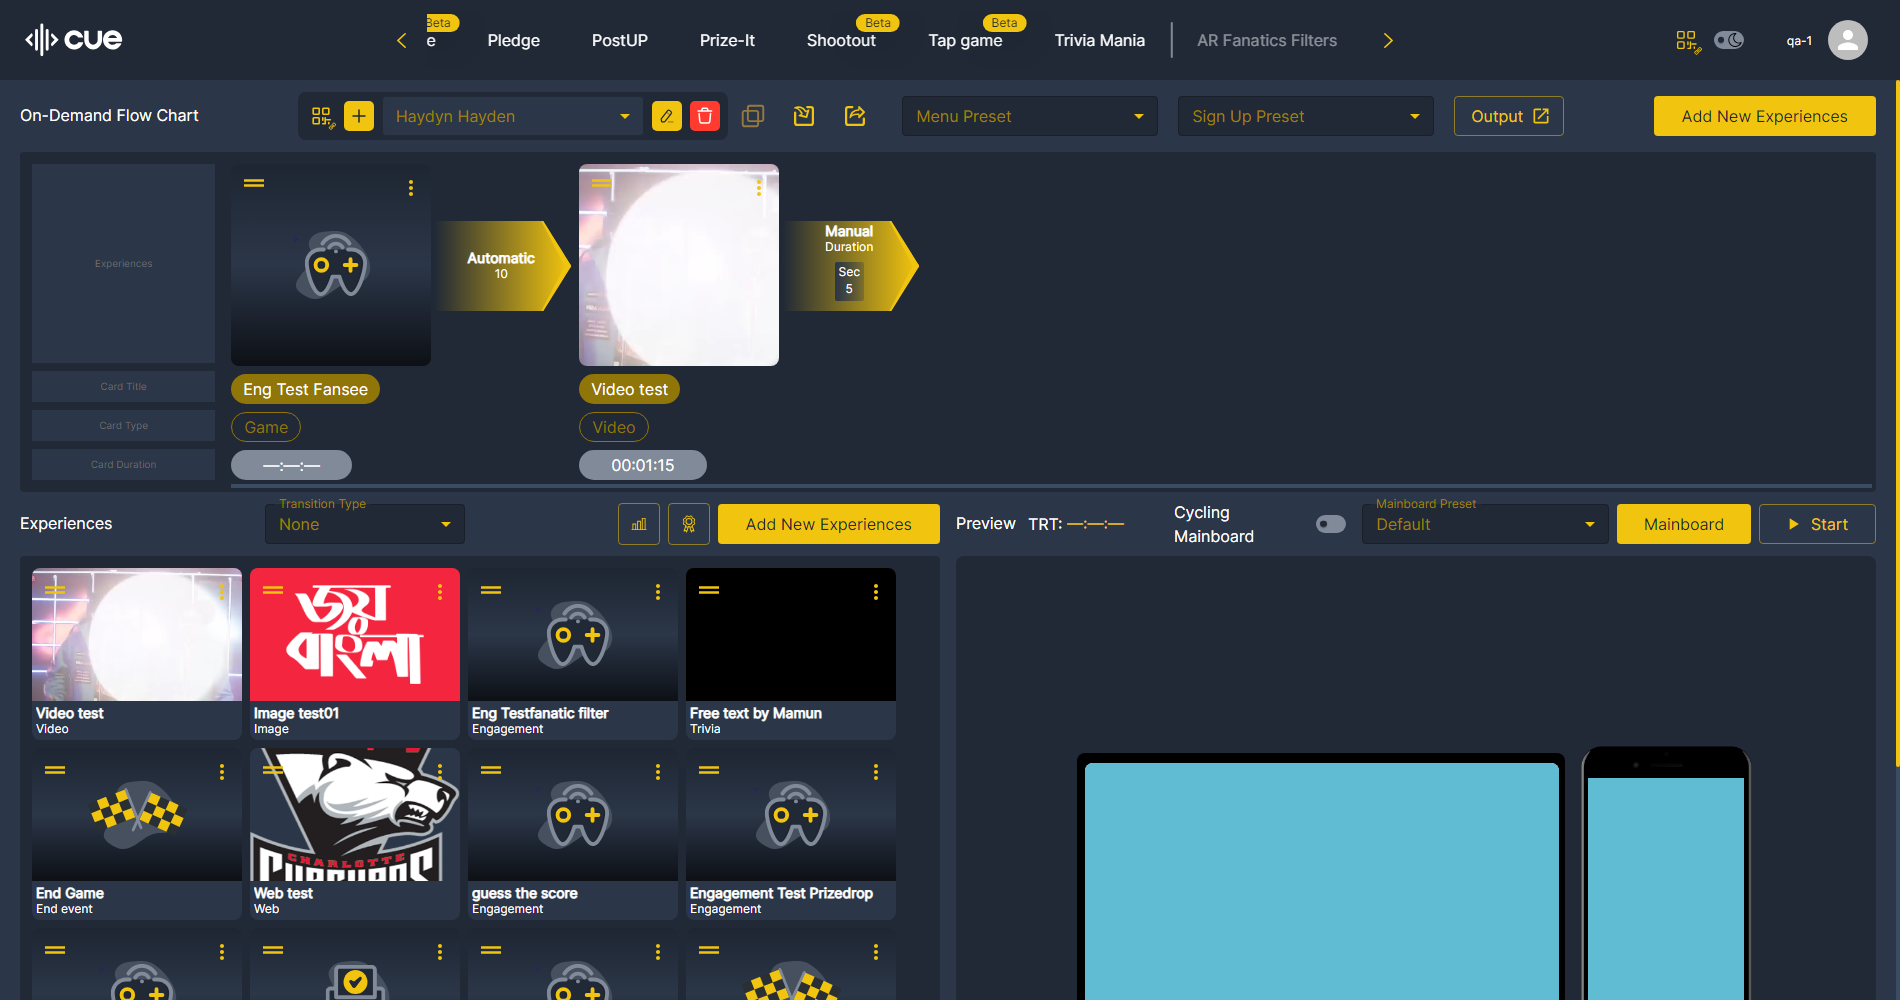 cue
Beta
e
Pledge
PostUP
Prize-It
Beta
Shootout
Beta
Tap game
Trivia Mania
AR Fanatics Filters
qa-1
On-Demand Flow Chart
Haydyn Hayden
Menu Preset
Sign Up Preset
Output
Add New Experiences
Experiences
Automatic
10
Manual
Duration
Sec
5
Card Title
Eng Test Fansee
Video test
Card Type
Game
Video
Card Duration
—:—:—
00:01:15
Experiences
Transition Type
None
Add New Experiences
Preview
TRT: —:—:—
Cycling
Mainboard
Mainboard Preset
Default
Mainboard
Start
জয়
বাংলা
Video test
Video
Image test01
Image
Eng Testfanatic filter
Engagement
Free text by Mamun
Trivia
CHARLOTTE
End Game
End event
Web test
Web
guess the score
Engagement
Engagement Test Prizedrop
Engagement